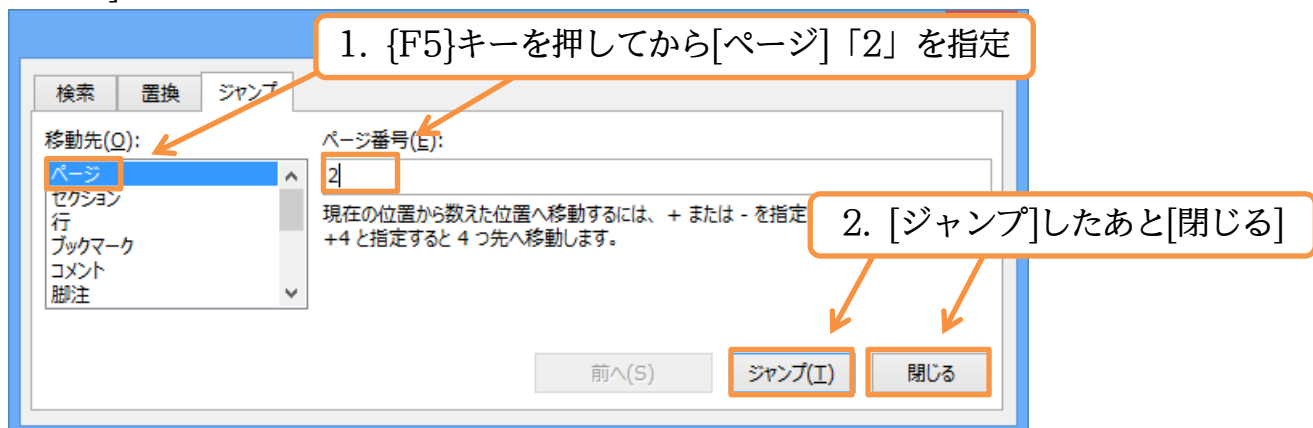 1. {F5}キーを押してから[ページ]「2」を指定
検索 置換 ジャンプ
移動先(O):
ページ
セクション
行
ブックマーク
コメント
脚注
ページ番号(E):
2
現在の位置から数えた位置へ移動するには、+ または - を指定
+4 と指定すると 4 つ先へ移動します。
2. [ジャンプ]したあと[閉じる]
前へ(S) ジャンプ(T) 閉じる